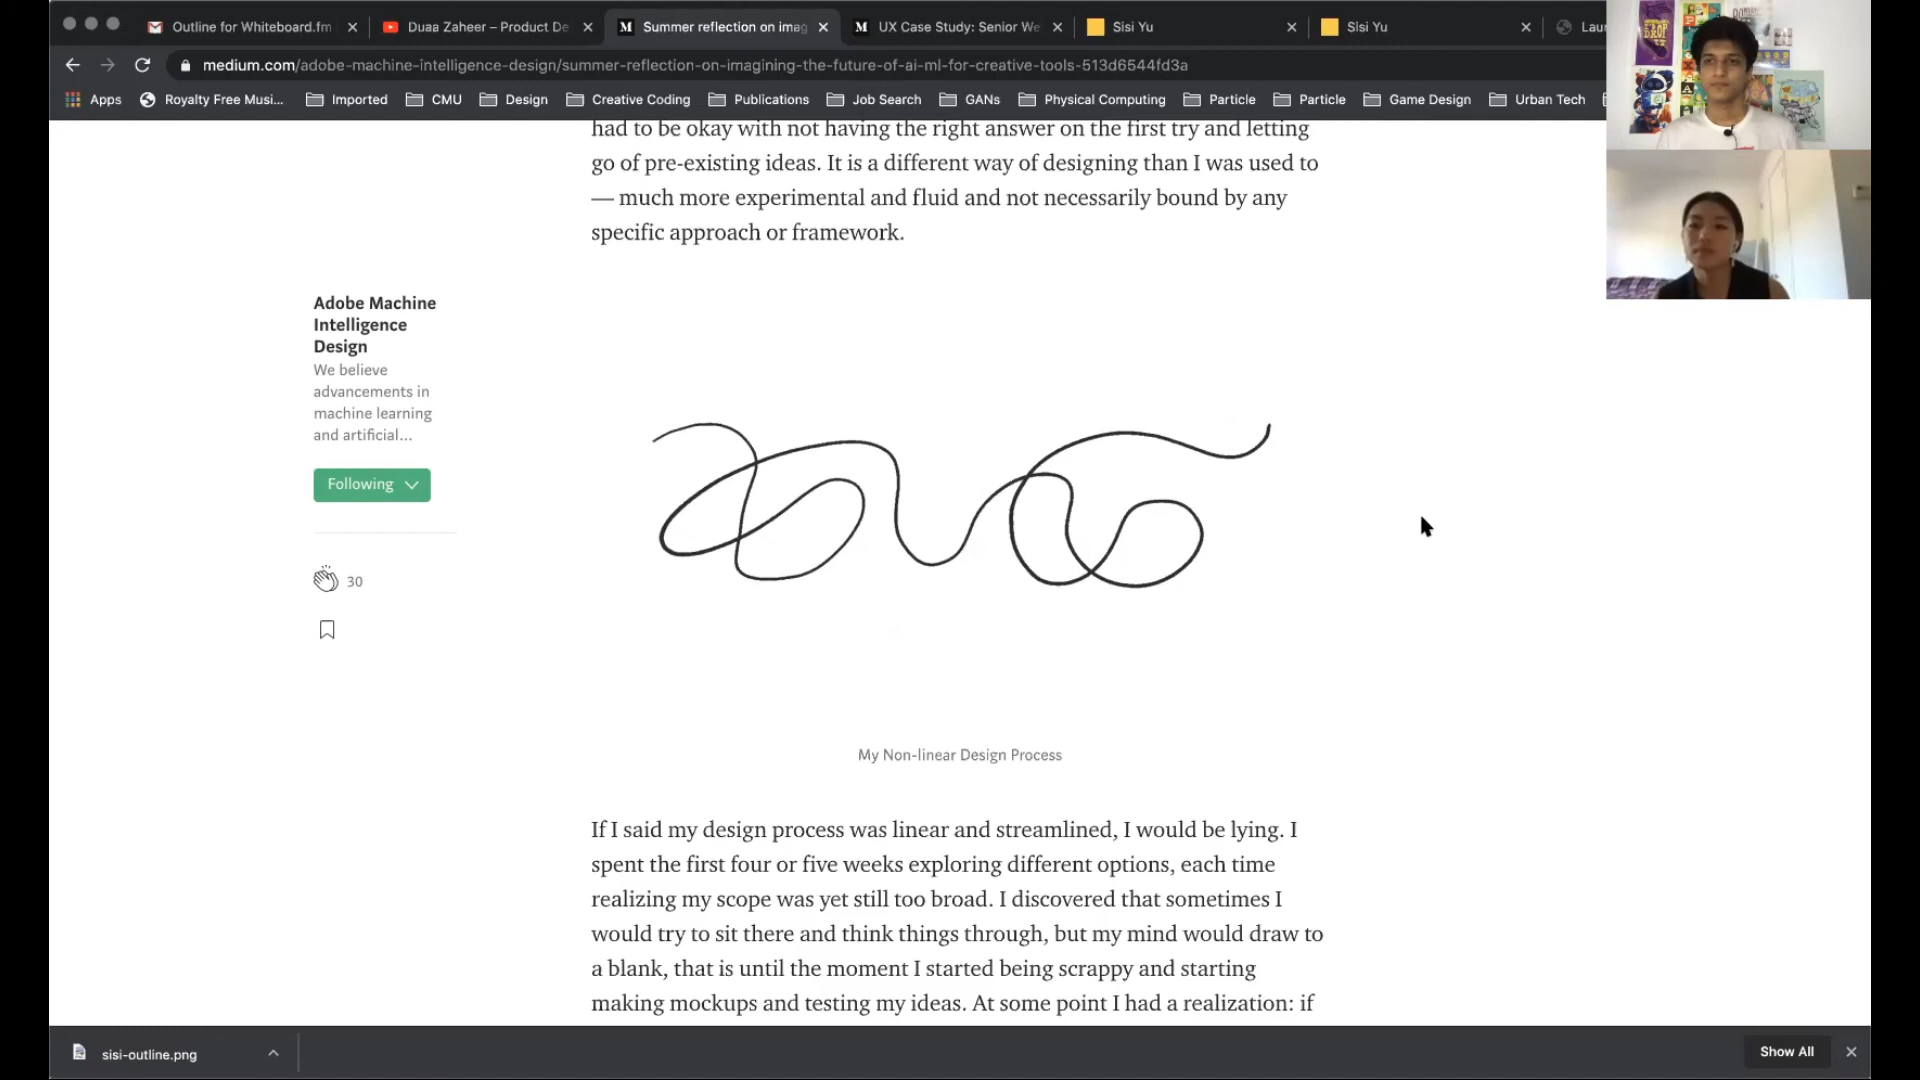 Outline for Whiteboard.fm
Duaa Zaheer – Product De
Summer reflection on imag
UX Case Study: Senior We
Sisi Yu
Sisi Yu
Lau
medium.com/adobe-machine-intelligence-design/summer-reflection-on-imagining-the-future-of-ai-ml-for-creative-tools-513d6544fd3a
Apps
Royalty Free Musi...
Imported
CMU
Design
Creative Coding
Publications
Job Search
GANs
Physical Computing
Particle
Particle
Game Design
Urban Tech
had to be okay with not having the right answer on the first try and letting
go of pre-existing ideas. It is a different way of designing than I was used to
— much more experimental and fluid and not necessarily bound by any
specific approach or framework.
Adobe Machine
Intelligence
Design
We believe
advancements in
machine learning
and artificial...
Following
30
My Non-linear Design Process
If I said my design process was linear and streamlined, I would be lying. I
spent the first four or five weeks exploring different options, each time
realizing my scope was yet still too broad. I discovered that sometimes I
would try to sit there and think things through, but my mind would draw to
a blank, that is until the moment I started being scrappy and starting
making mockups and testing my ideas. At some point I had a realization: if
sisi-outline.png
Show All